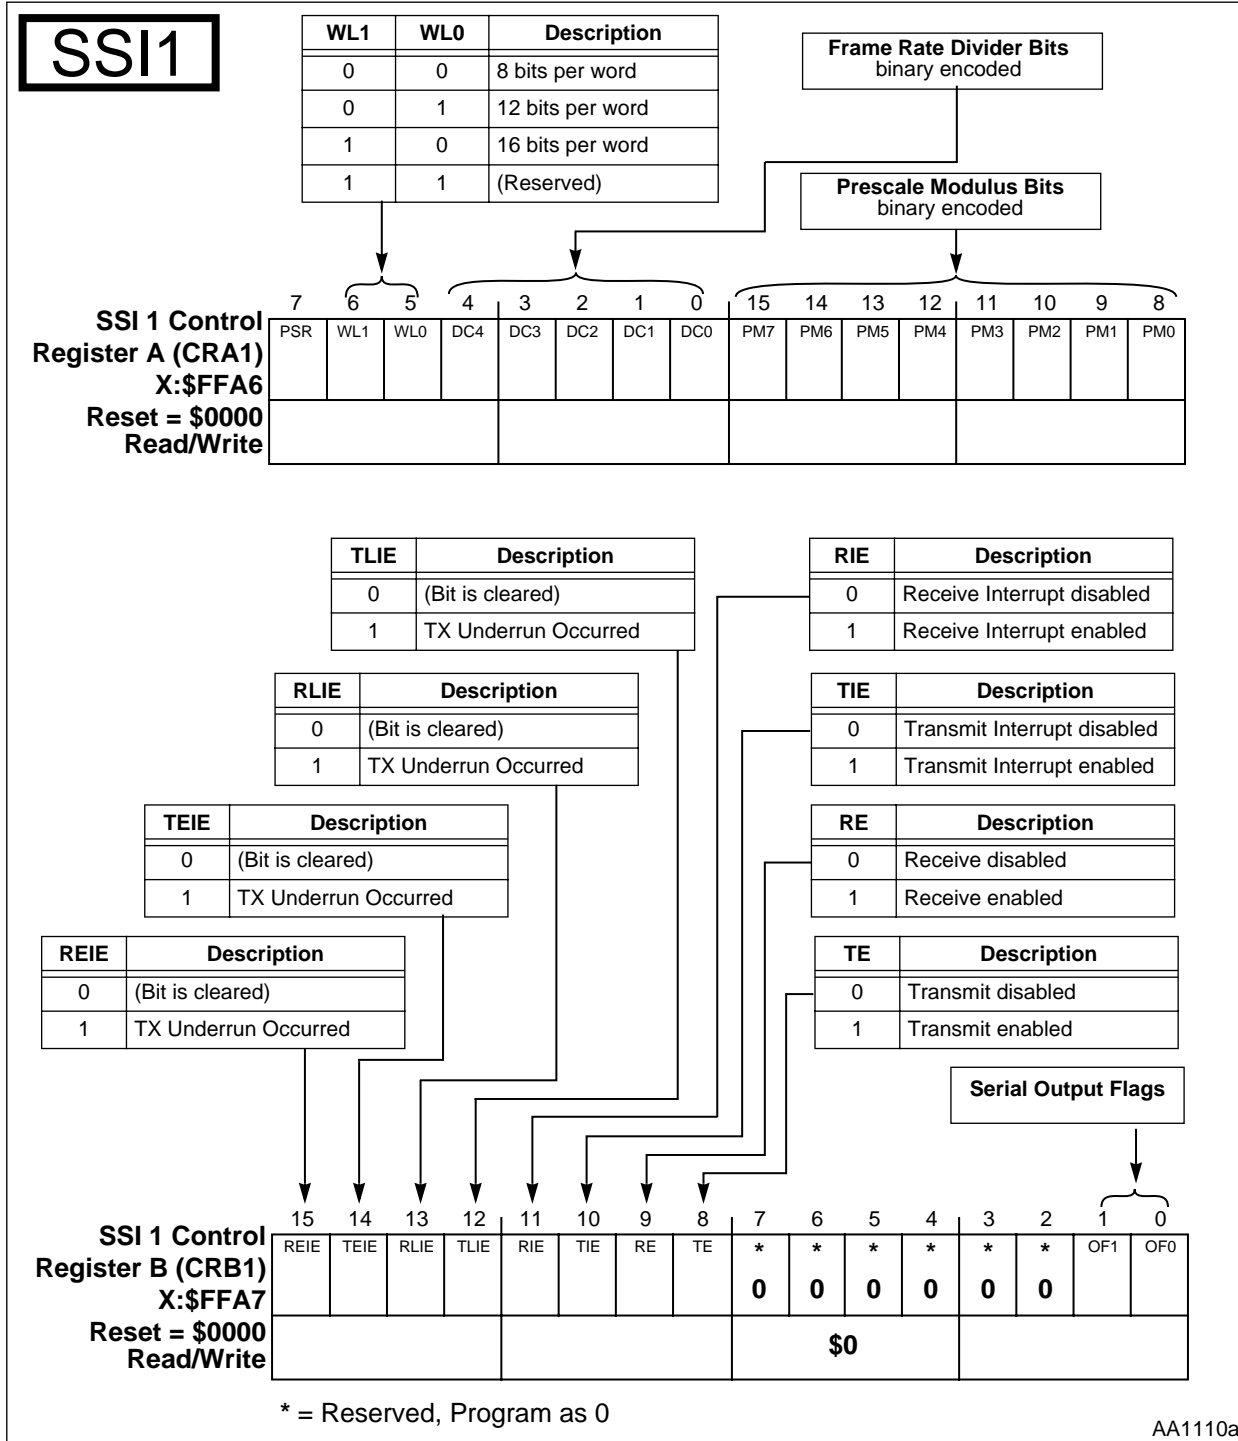 SSI1
WL1 WL0 Description
0 0 8 bits per word
0 1 12 bits per word
1 0 16 bits per word
1 1 (Reserved)
Frame Rate Divider Bits
binary encoded
Prescale Modulus Bits
binary encoded
7 6 5 4 3 2 1 0 15 14 13 12 11 10 9 8
SSI 1 Control
Register A (CRA1)
X:$FFA6
Reset = $0000
Read/Write
PSR WL1 WL0 DC4 DC3 DC2 DC1 DC0 PM7 PM6 PM5 PM4 PM3 PM2 PM1 PM0
TLIE Description
0 (Bit is cleared)
1 TX Underrun Occurred
RIE Description
0 Receive Interrupt disabled
1 Receive Interrupt enabled
RLIE Description
0 (Bit is cleared)
1 TX Underrun Occurred
TIE Description
0 Transmit Interrupt disabled
1 Transmit Interrupt enabled
TEIE Description
0 (Bit is cleared)
1 TX Underrun Occurred
RE Description
0 Receive disabled
1 Receive enabled
REIE Description
0 (Bit is cleared)
1 TX Underrun Occurred
TE Description
0 Transmit disabled
1 Transmit enabled
Serial Output Flags
15 14 13 12 11 10 9 8 7 6 5 4 3 2 1 0
SSI 1 Control
Register B (CRB1)
X:$FFA7
Reset = $0000
Read/Write
REIE TEIE RLIE TLIE RIE TIE RE TE * * * * * * OF1 OF0
0 0 0 0 0 0
$0
* = Reserved, Program as 0
AA1110a